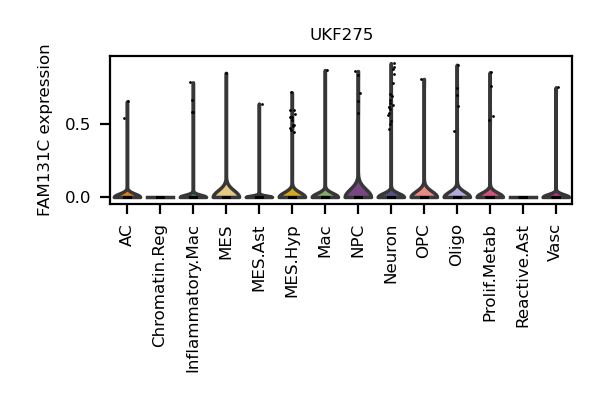 UKF275
FAM131C expression
0.5
0.0
AC
Chromatin.Reg
Inflammatory.Mac
MES
MES.Ast
MES.Hyp
Mac
NPC
Neuron
OPC
Oligo
Prolif.Metab
Reactive.Ast
Vasc